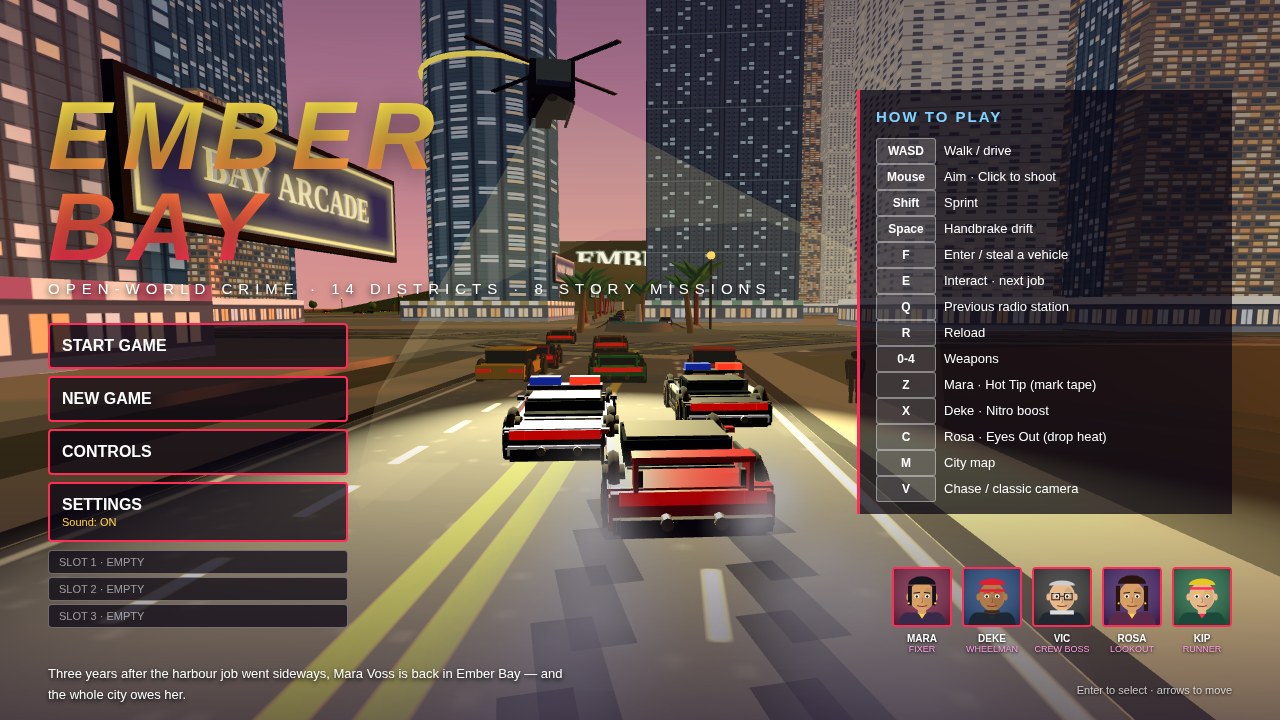 EMBER
BAY
BAY ARCADE
OPEN-WORLD CRIME · 14 DISTRICTS · 8 STORY MISSIONS
START GAME
NEW GAME
CONTROLS
SETTINGS
Sound: ON
SLOT 1 · EMPTY
SLOT 2 · EMPTY
SLOT 3 · EMPTY
Three years after the harbour job went sideways, Mara Voss is back in Ember Bay — and
the whole city owes her.
EMB
HOW TO PLAY
WASD Walk / drive
Mouse Aim · Click to shoot
Shift Sprint
Space Handbrake drift
F Enter / steal a vehicle
E Interact · next job
Q Previous radio station
R Reload
0-4 Weapons
Z Mara · Hot Tip (mark tape)
X Deke · Nitro boost
C Rosa · Eyes Out (drop heat)
M City map
V Chase / classic camera
MARA DEKE VIC ROSA KIP
FIXER WHEELMAN CREW BOSS LOOKOUT RUNNER
Enter to select · arrows to move